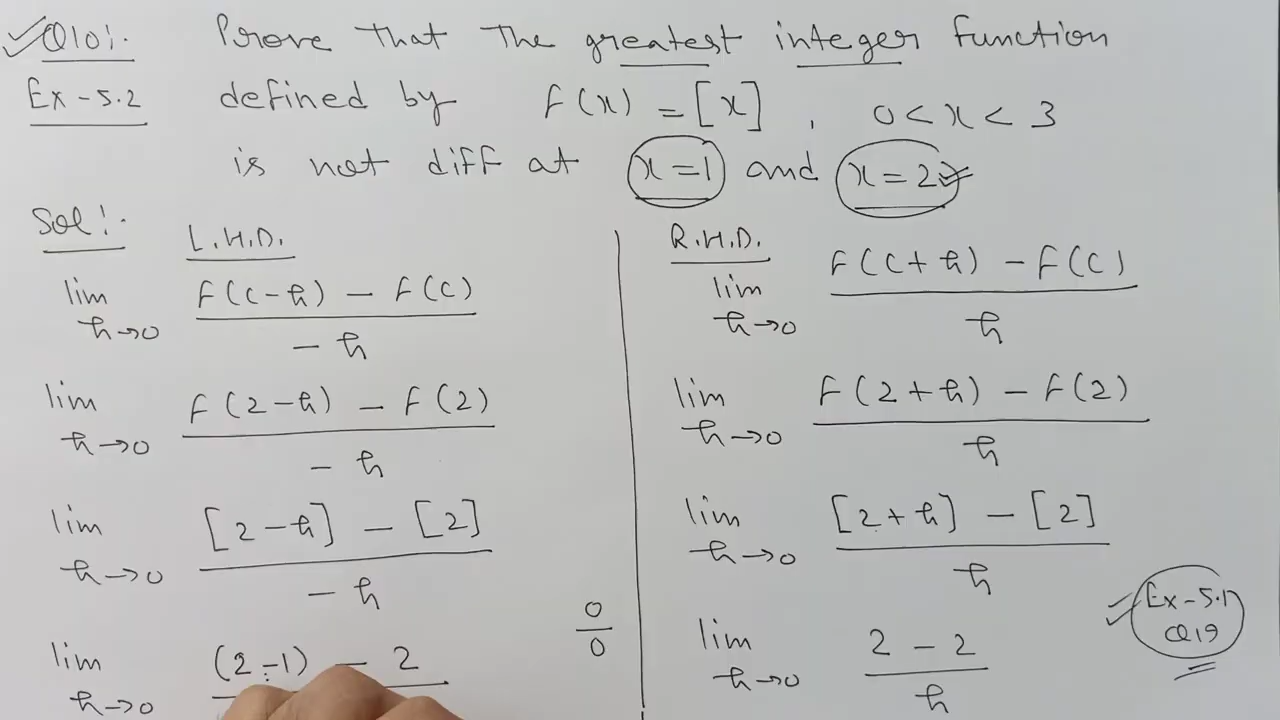 Q10:. Prove that the greatest integer function
Ex-5.2 defined by f(x) = [x], 0 < x < 3
is not diff at x=1 and x=2
Sol:.
L.H.D.
lim h→0 f(c-h) - f(c) / -h
lim h→0 f(2-h) - f(2) / -h
lim h→0 [2-h] - [2] / -h
lim h→0 (2-1) - 2
0/0
R.H.D.
lim h→0 f(c+h) - f(c) / h
lim h→0 f(2+h) - f(2) / h
lim h→0 [2+h] - [2] / h
lim h→0 2 - 2 / h
Ex-5.1
Q19